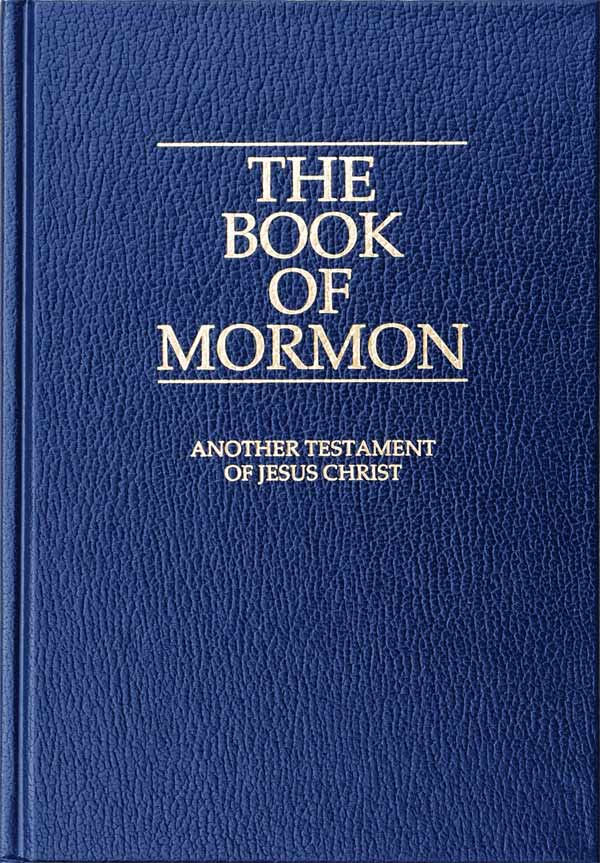 THE
BOOK
OF
MORMON
ANOTHER TESTAMENT
OF JESUS CHRIST